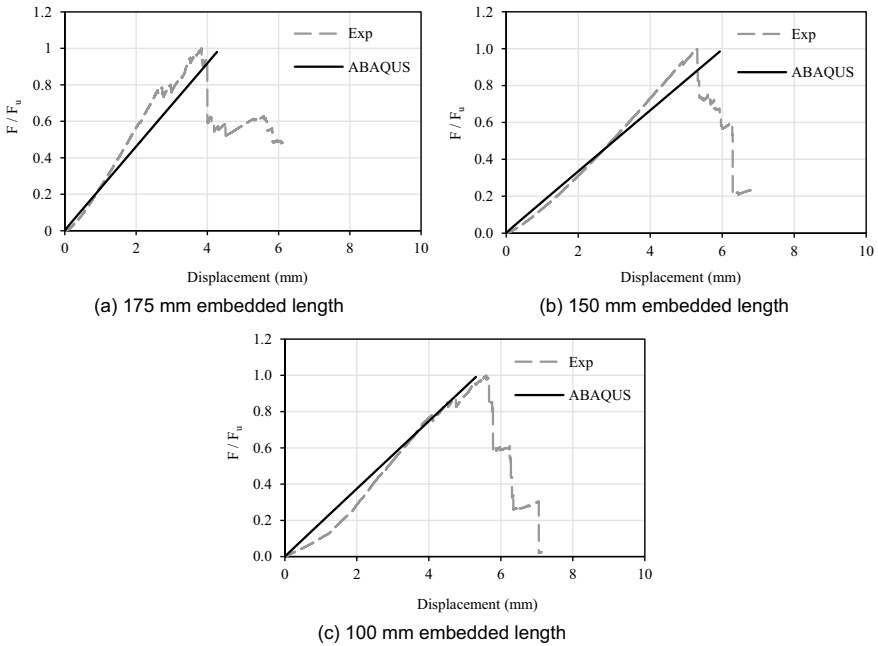 1.2
1
0.8
0.6
0.4
0.2
0
F / Fu
0 2 4 6 8 10
Displacement (mm)
Exp
ABAQUS
(a) 175 mm embedded length
1.2
1.0
0.8
0.6
0.4
0.2
0.0
F / Fu
0 2 4 6 8 10
Displacement (mm)
Exp
ABAQUS
(b) 150 mm embedded length
1.2
1.0
0.8
0.6
0.4
0.2
0.0
F / Fu
0 2 4 6 8 10
Displacement (mm)
Exp
ABAQUS
(c) 100 mm embedded length